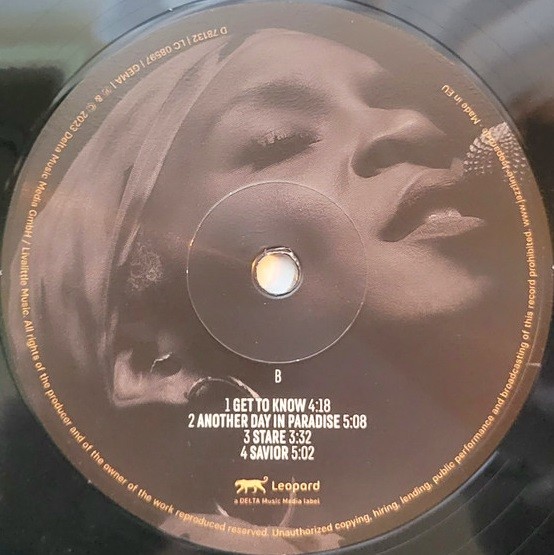 B
1 GET TO KNOW 4:18
2 ANOTHER DAY IN PARADISE 5:08
3 STARE 3:32
4 SAVIOR 5:02
Leopard
a DELTA Music Media label
D 78132 | LC 08597 | GEMA | ℗ & © 2023 Delta Music Media GmbH / Livalittle Music. All rights of the producer and of the owner of the work reproduced reserved. Unauthorized copying, hiring, lending, public performance and broadcasting of this record prohibited. Made in EU